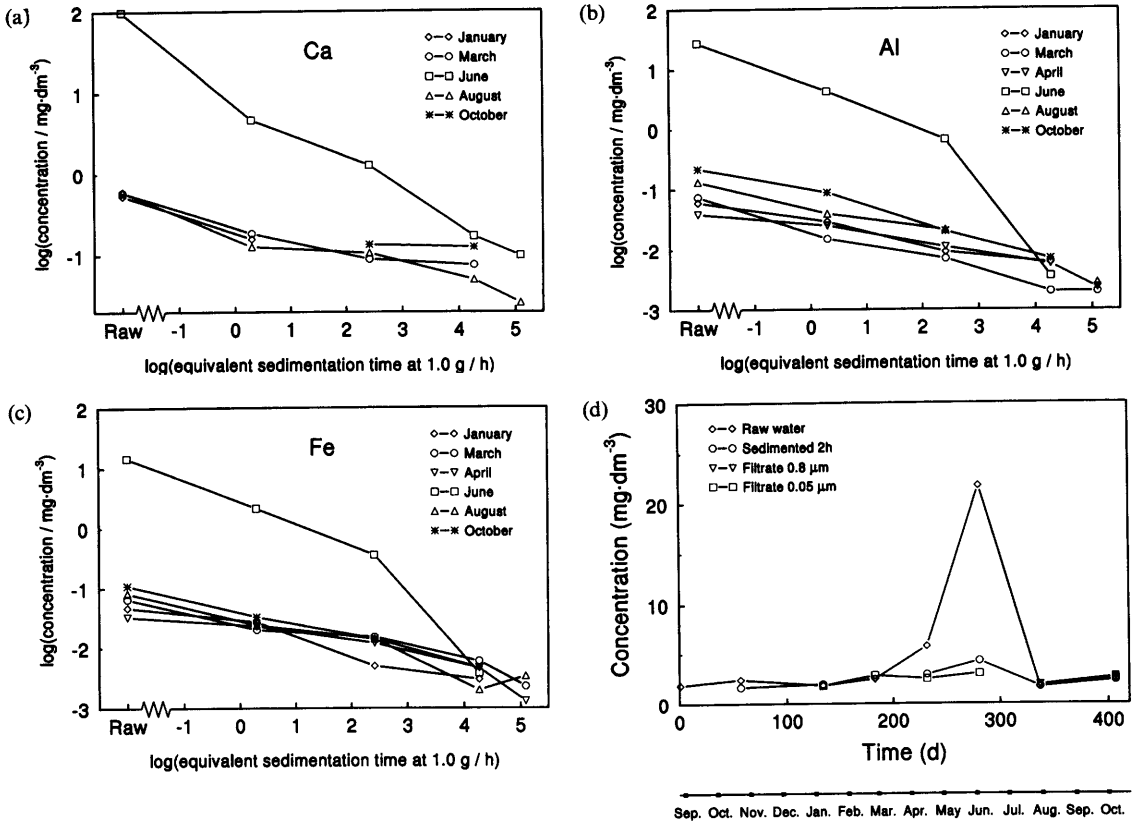 (a)
Ca
January
March
June
August
October
2
1
0
-1
log(concentration / mg·dm⁻³)
Raw -1 0 1 2 3 4 5
log(equivalent sedimentation time at 1.0 g / h)
(b)
Al
January
March
April
June
August
October
2
1
0
-1
-2
-3
log(concentration / mg·dm⁻³)
Raw -1 0 1 2 3 4 5
log(equivalent sedimentation time at 1.0 g / h)
(c)
Fe
January
March
April
June
August
October
2
1
0
-1
-2
-3
log(concentration / mg·dm⁻³)
Raw -1 0 1 2 3 4 5
log(equivalent sedimentation time at 1.0 g / h)
(d)
Raw water
Sedimented 2h
Filtrate 0.8 μm
Filtrate 0.05 μm
30
20
10
0
Concentration (mg·dm⁻³)
0 100 200 300 400
Time (d)
Sep. Oct. Nov. Dec. Jan. Feb. Mar. Apr. May Jun. Jul. Aug. Sep. Oct.